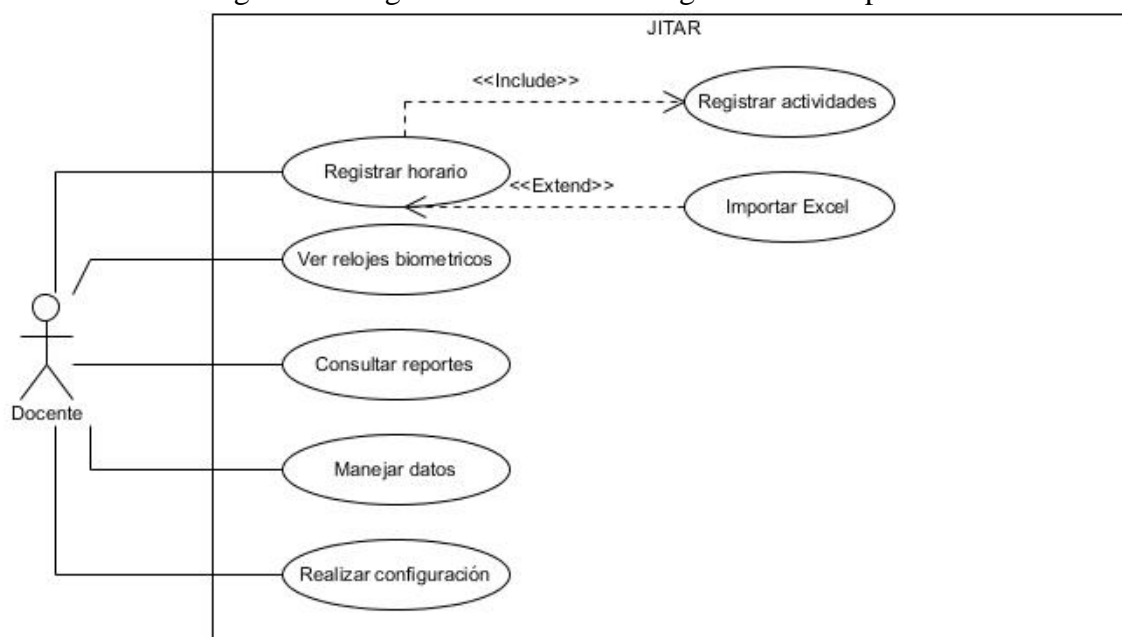 JITAR
<<Include>>
Registrar actividades
Registrar horario
<<Extend>>
Importar Excel
Ver relojes biometricos
Consultar reportes
Docente
Manejar datos
Realizar configuración